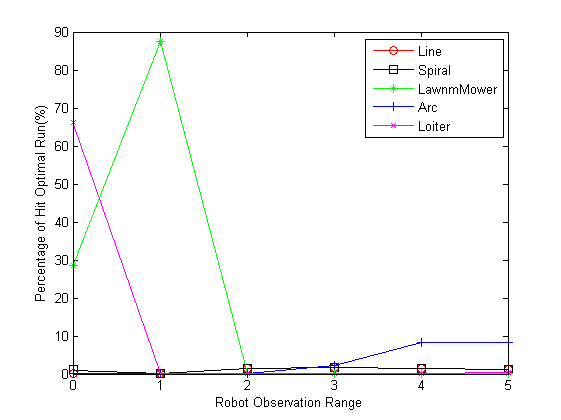 90
80
70
60
50
40
30
20
10
0
Percentage of Hit Optimal Run(%)
Line
Spiral
LawnmMower
Arc
Loiter
0 1 2 3 4 5
Robot Observation Range